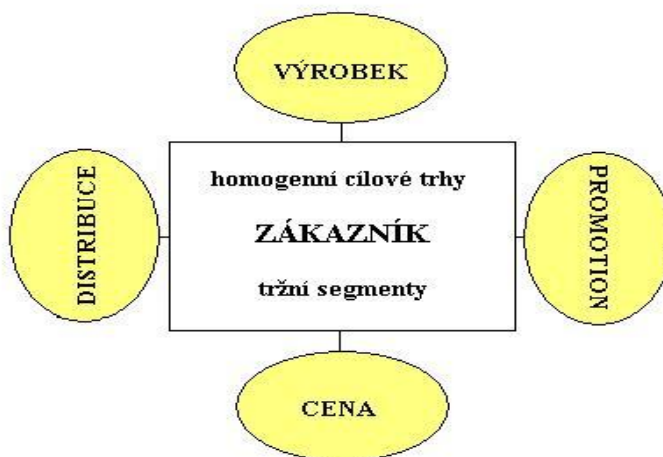 VÝROBEK
DISTRIBUCE
homogenní cílové trhy
ZÁKAZNÍK
tržní segmenty
PROMOTION
CENA